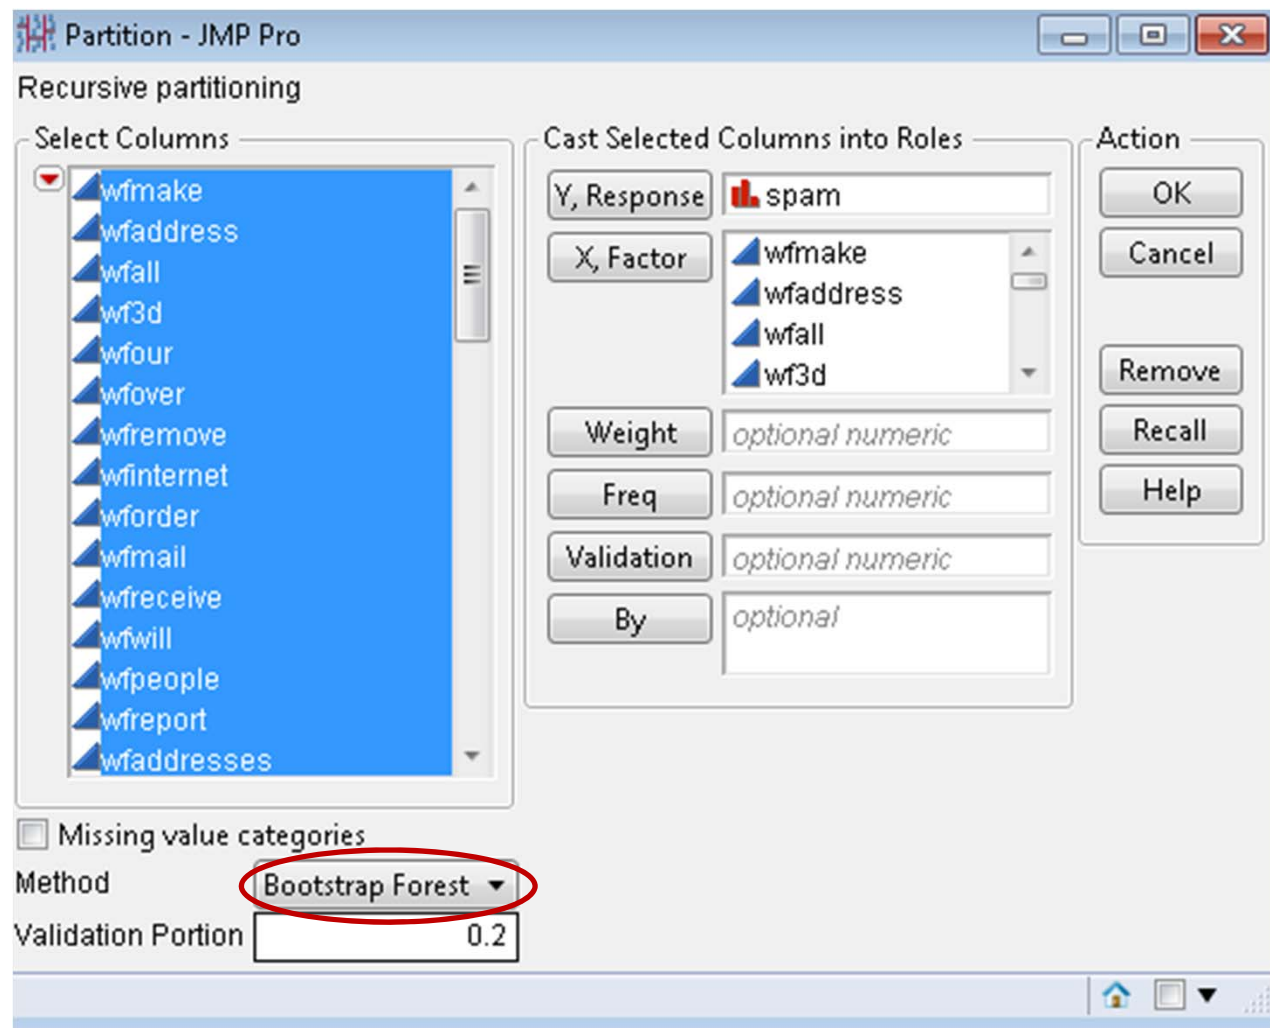 Partition - JMP Pro
Recursive partitioning
Select Columns
wfmake
wfaddress
wfall
wf3d
wfour
wfover
wfremove
wfinternet
wforder
wfmail
wfreceive
wfwill
wfpeople
wfreport
wfaddresses
Cast Selected Columns into Roles
Y, Response
spam
X, Factor
wfmake
wfaddress
wfall
wf3d
Weight
optional numeric
Freq
optional numeric
Validation
optional numeric
By
optional
Action
OK
Cancel
Remove
Recall
Help
Missing value categories
Method
Bootstrap Forest
Validation Portion
0.2